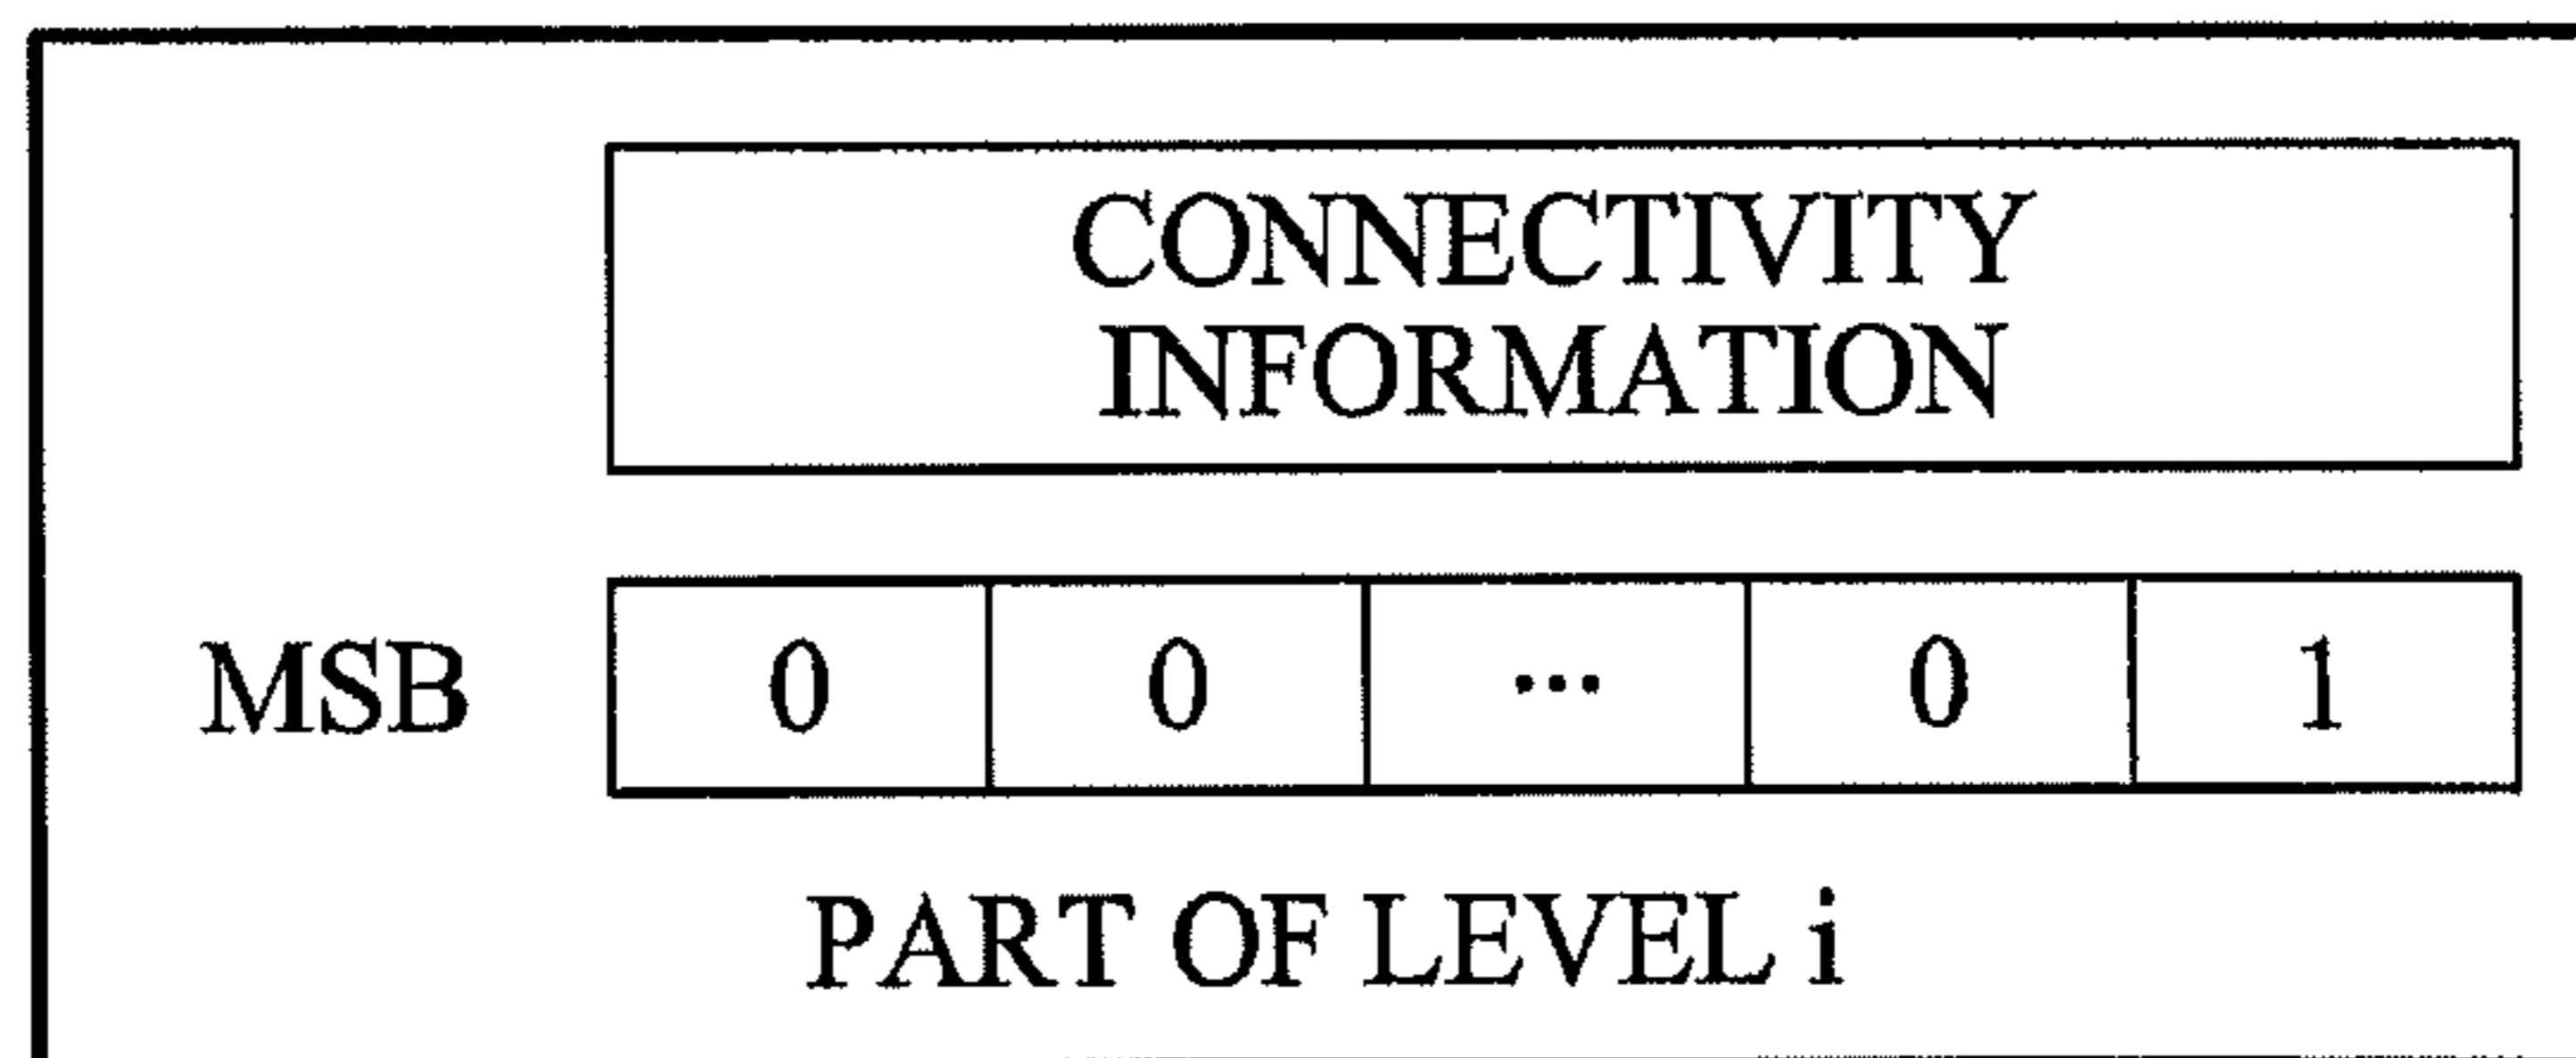 CONNECTIVITY
INFORMATION
MSB 0 0 ... 0 1
PART OF LEVEL i